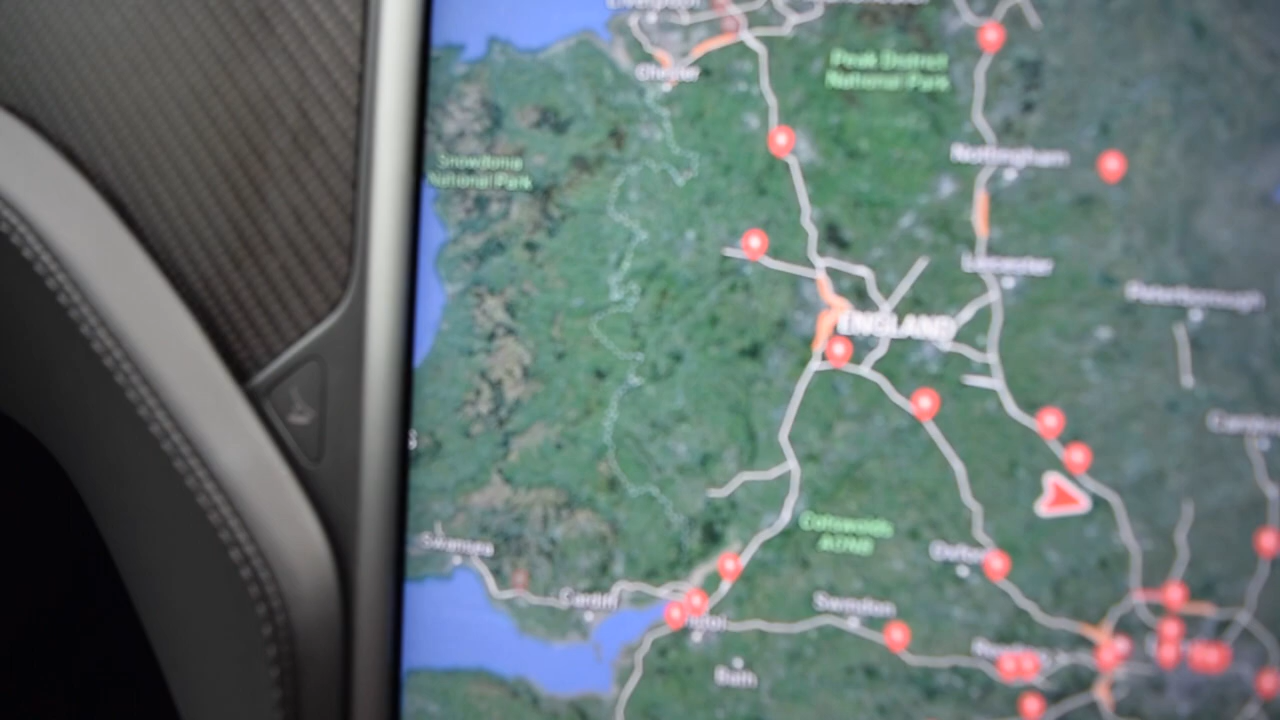 Liverpool
Chester
Peak District
National Park
Snowdonia
National Park
Nottingham
Leicester
Peterborough
ENGLAND
Cotswolds
AONB
Swansea
Cardiff
Oxford
Swindon
Bath